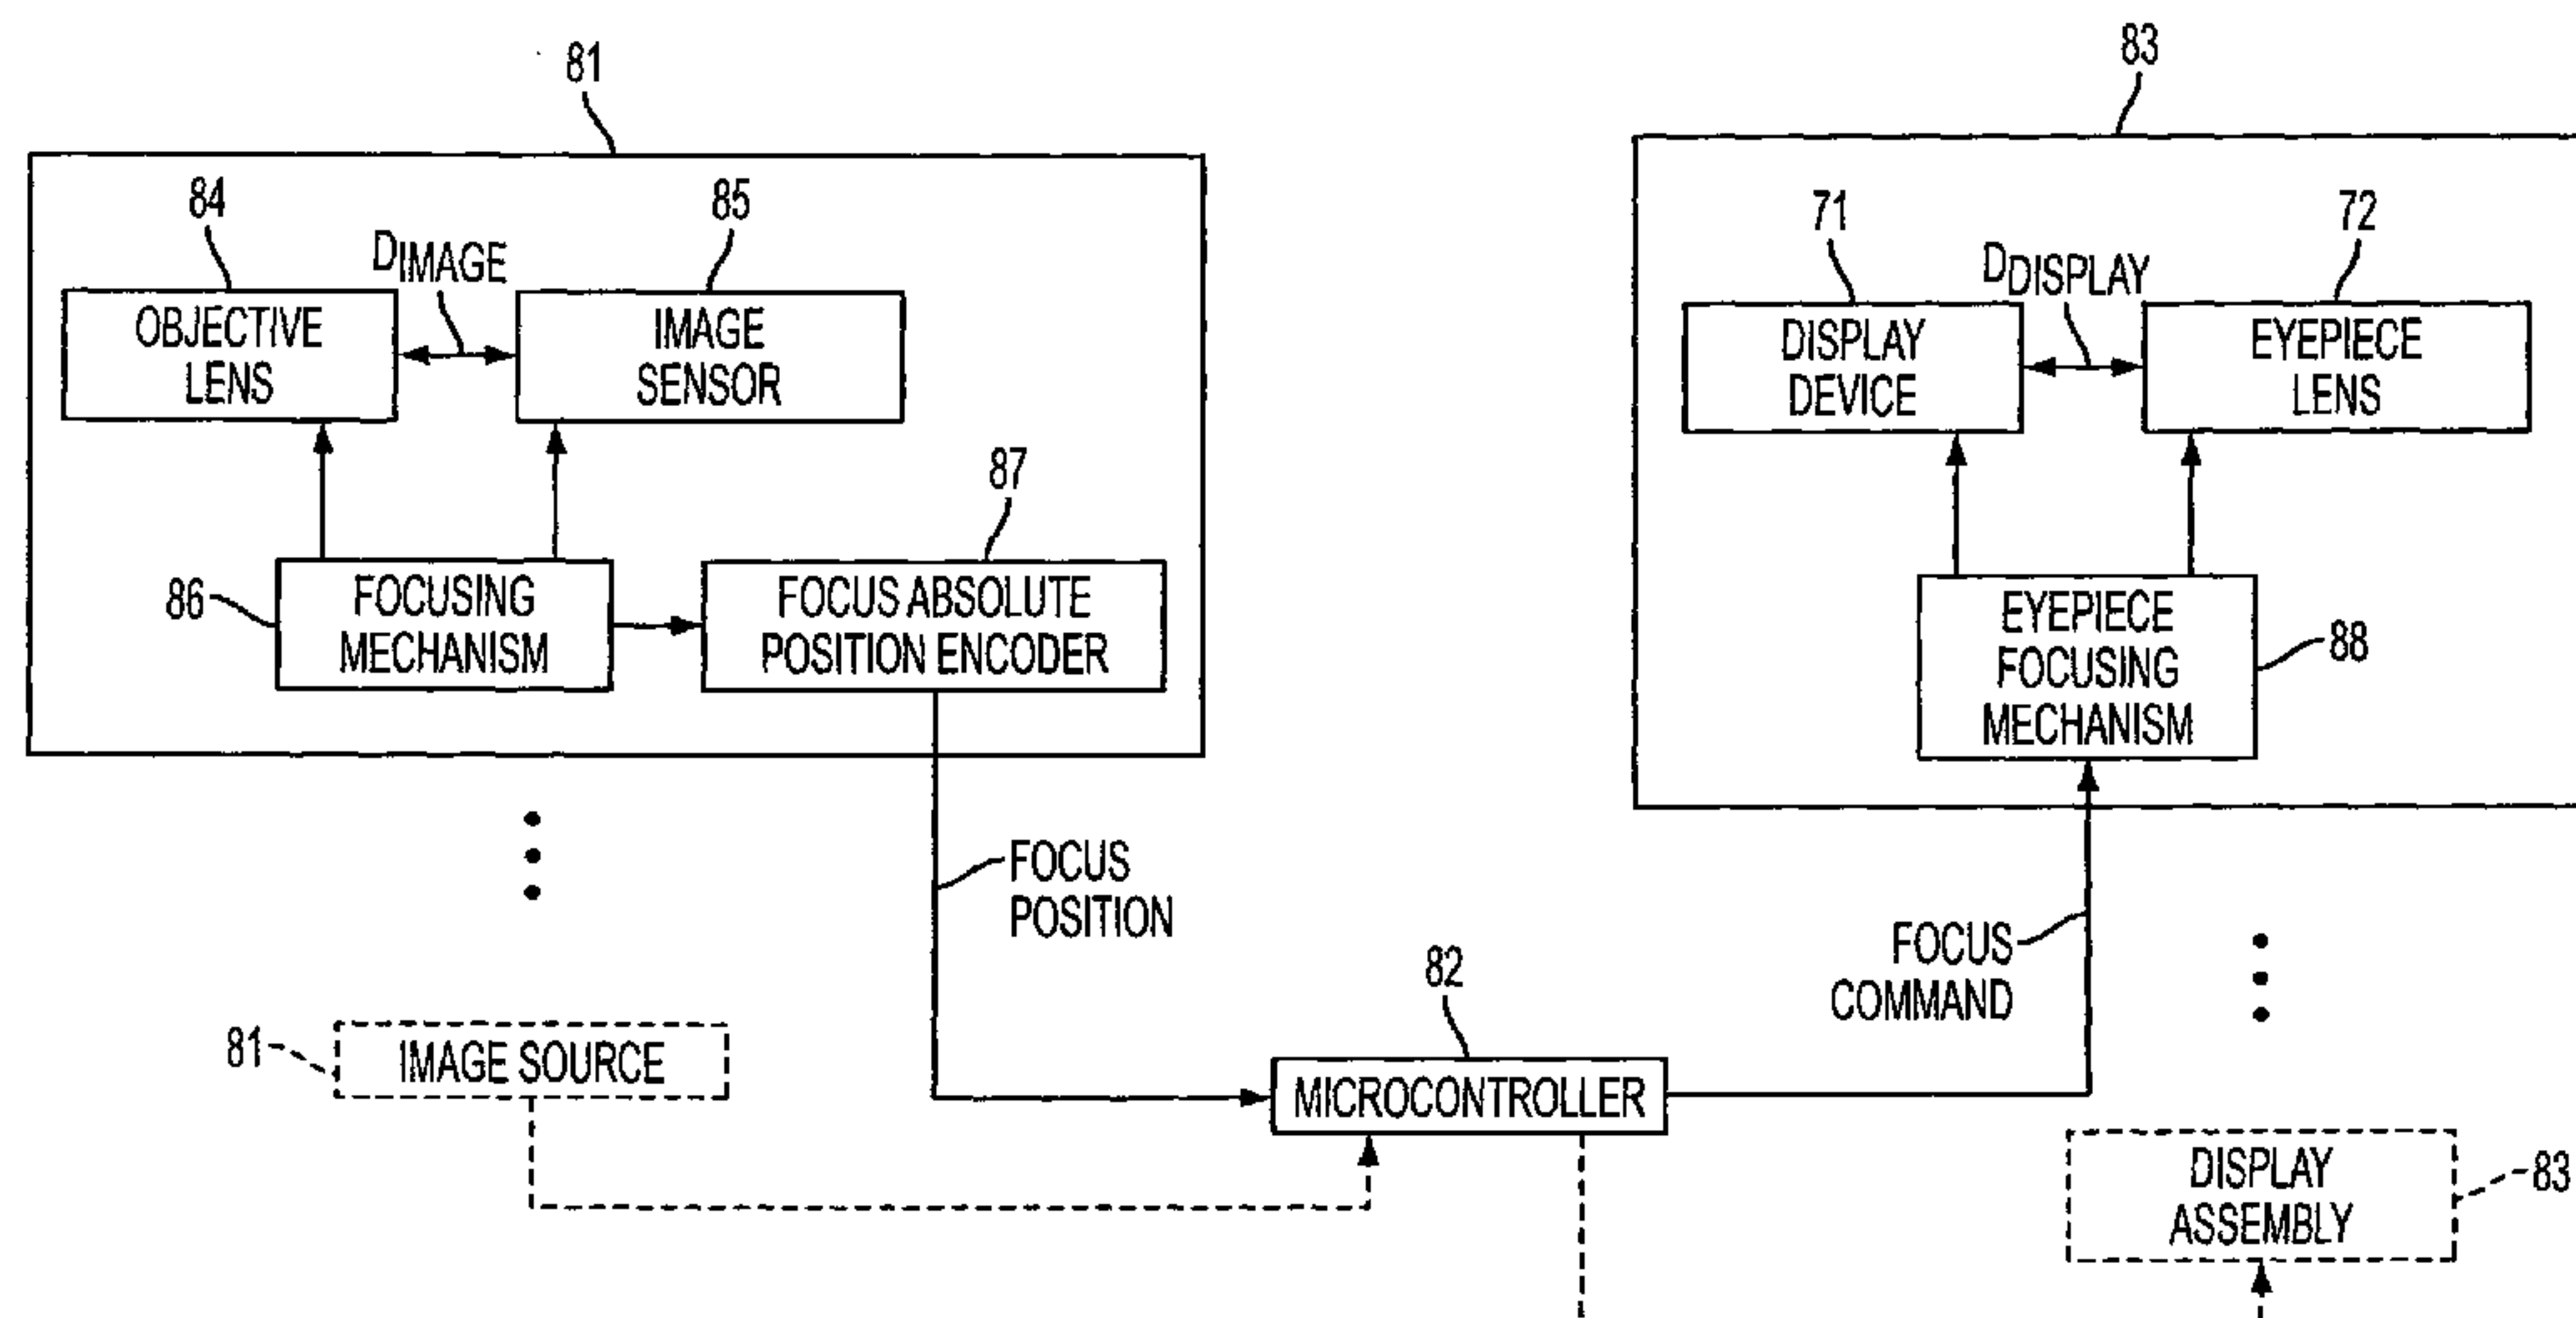 81
83
84
DIMAGE
85
OBJECTIVE
LENS
IMAGE
SENSOR
87
86
FOCUSING
MECHANISM
FOCUS ABSOLUTE
POSITION ENCODER
71
DDISPLAY
72
DISPLAY
DEVICE
EYEPIECE
LENS
EYEPIECE
FOCUSING
MECHANISM
88
FOCUS
POSITION
FOCUS
COMMAND
81
IMAGE SOURCE
82
MICROCONTROLLER
DISPLAY
ASSEMBLY
83